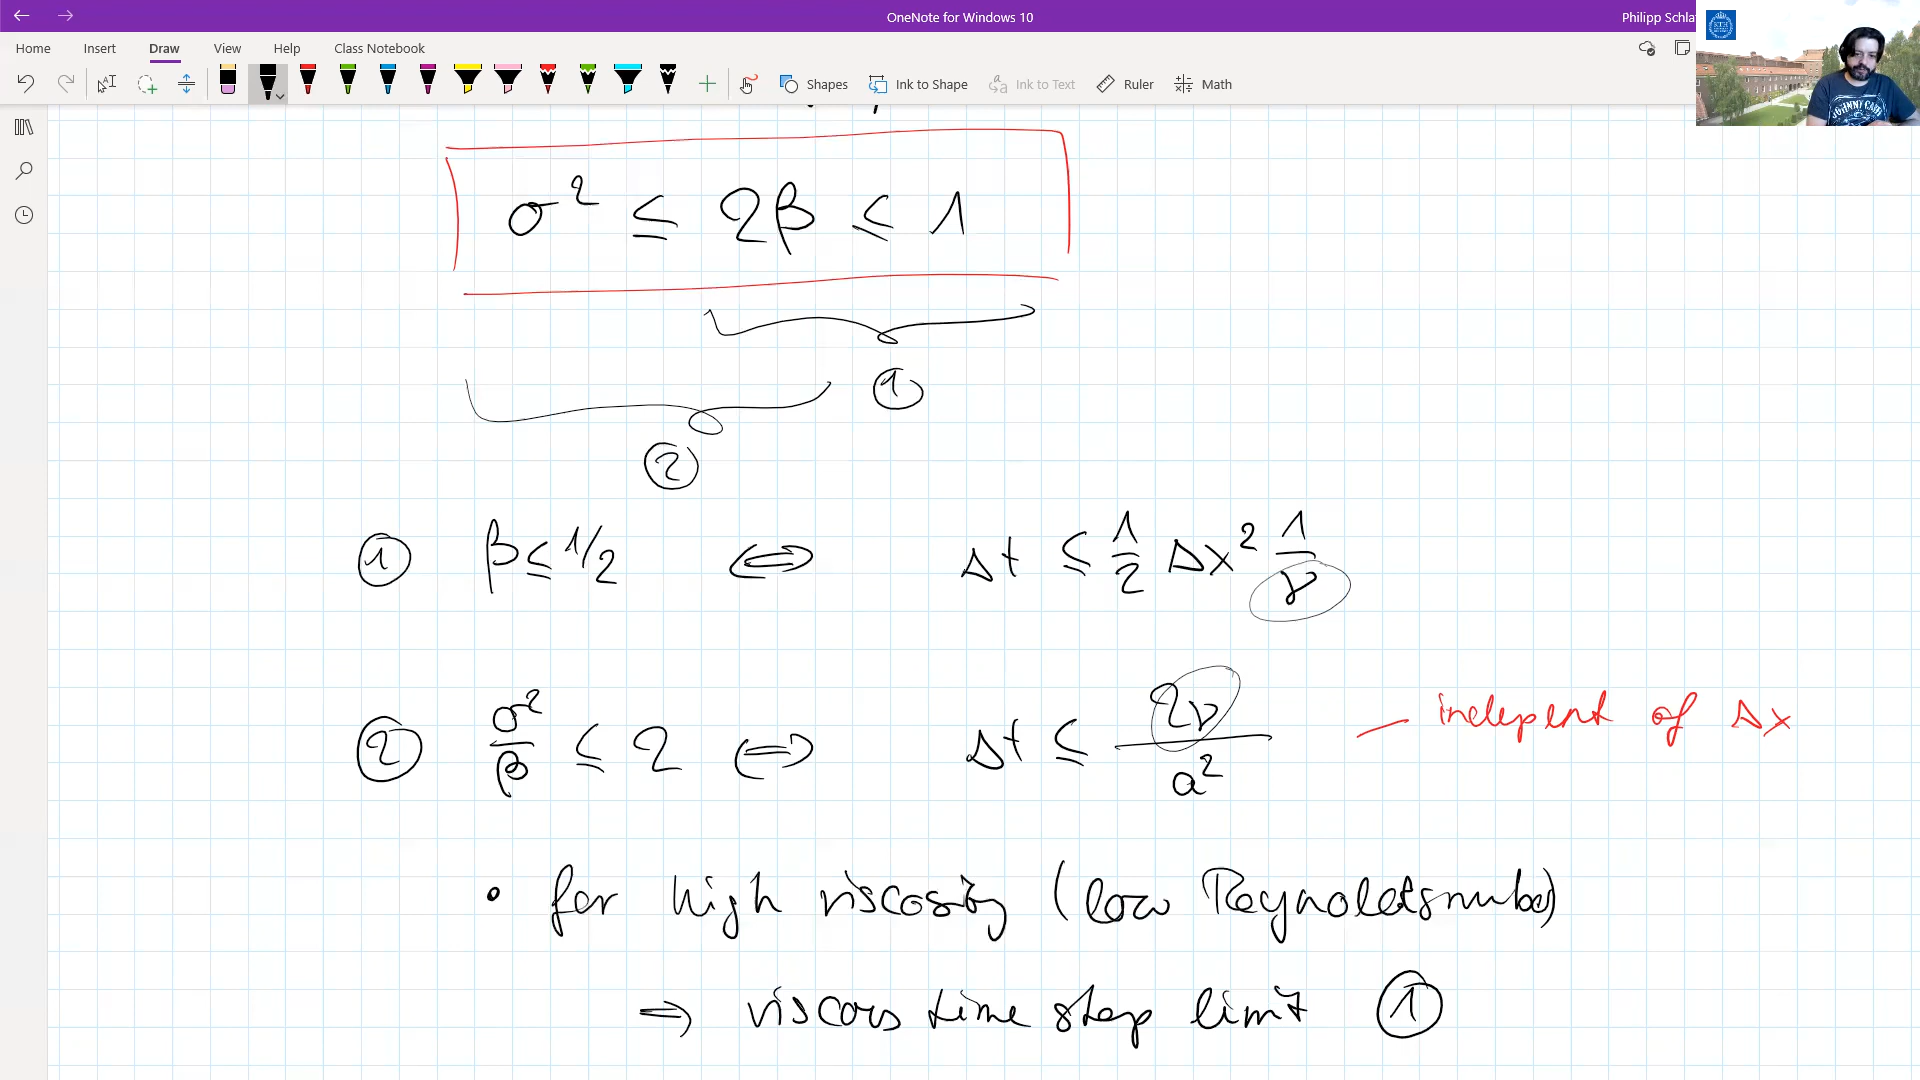 OneNote for Windows 10
Philipp Schla
Home Insert Draw View Help Class Notebook
Shapes Ink to Shape Ink to Text Ruler Math
σ² ≤ 2β ≤ 1
①
②
① β ≤ 1/2 ⟺ Δt ≤ 1/2 Δx² 1/ν
② σ²/β ≤ 2 ⟺ Δt ≤ 2ν/a² — indepent of Δx
• for high viscosity (low Reynoldsnumber)
⇒ viscous time step limit ①